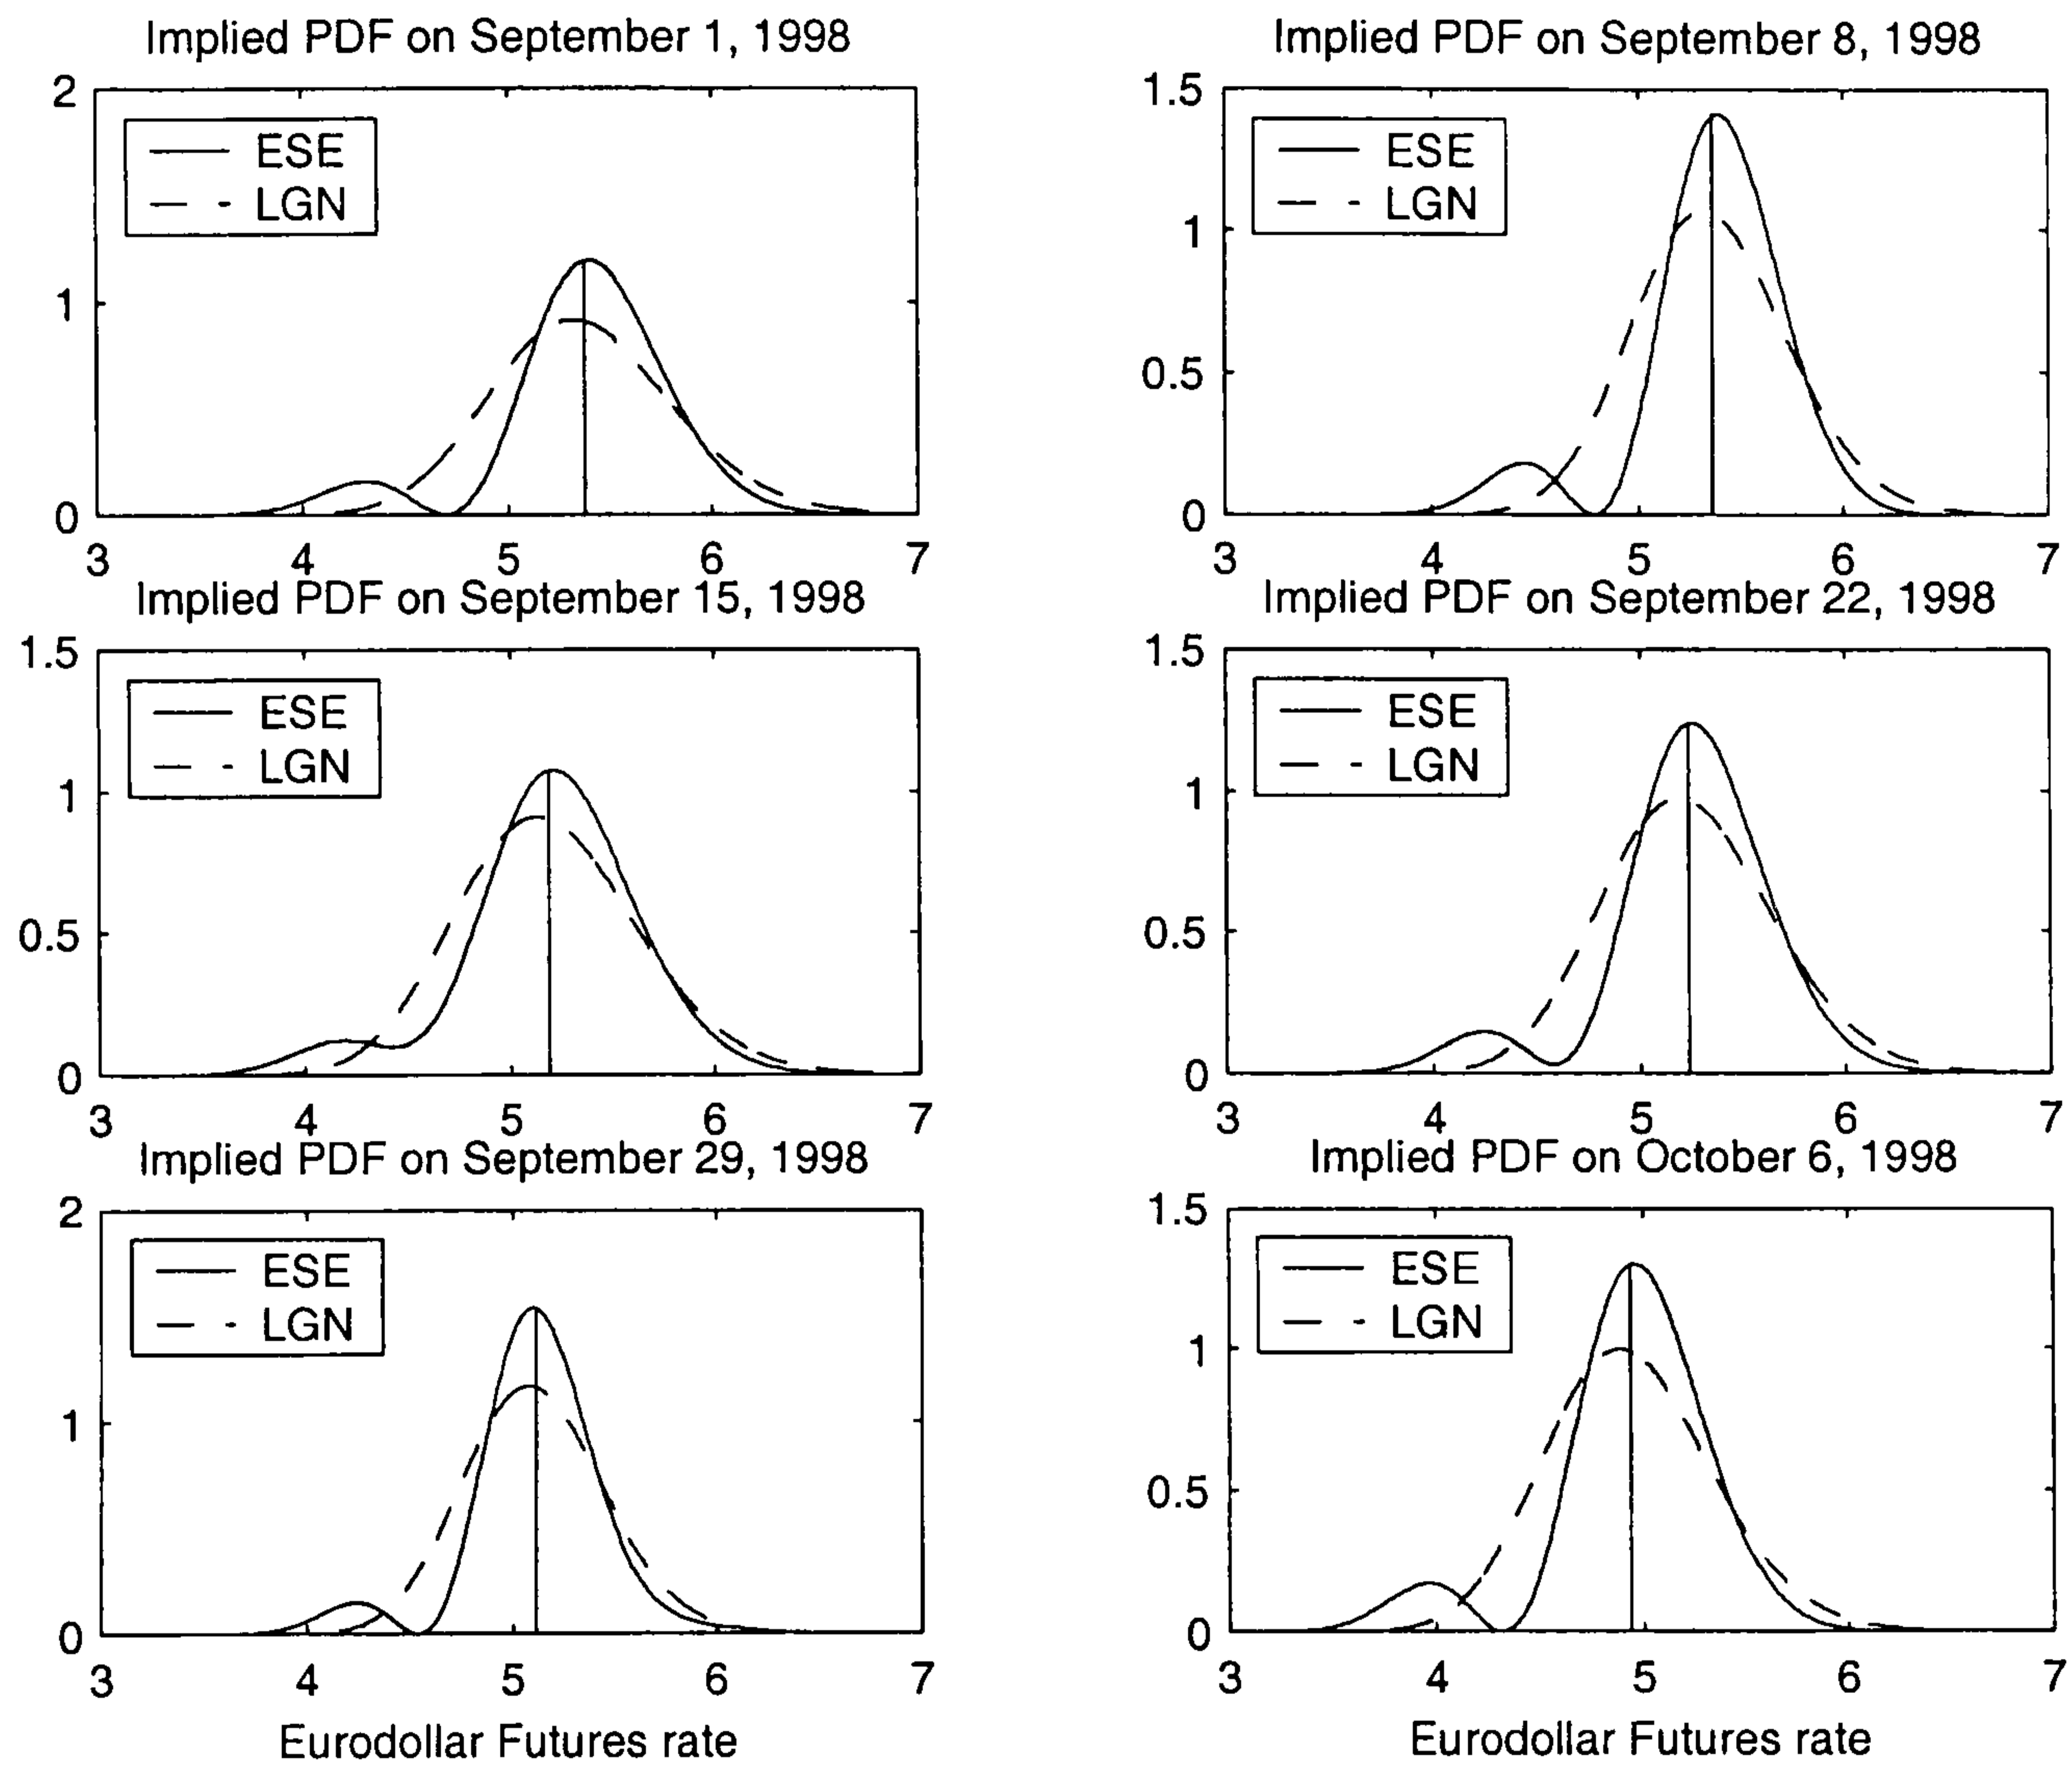 Implied PDF on September 1, 1998
2
ESE
LGN
1
0
3 4 5 6 7
Implied PDF on September 8, 1998
1.5
ESE
LGN
1
0.5
0
3 4 5 6 7
Implied PDF on September 15, 1998
1.5
ESE
LGN
1
0.5
0
3 4 5 6 7
Implied PDF on September 22, 1998
1.5
ESE
LGN
1
0.5
0
3 4 5 6 7
Implied PDF on September 29, 1998
2
ESE
LGN
1
0
3 4 5 6 7
Eurodollar Futures rate
Implied PDF on October 6, 1998
1.5
ESE
LGN
1
0.5
0
3 4 5 6 7
Eurodollar Futures rate